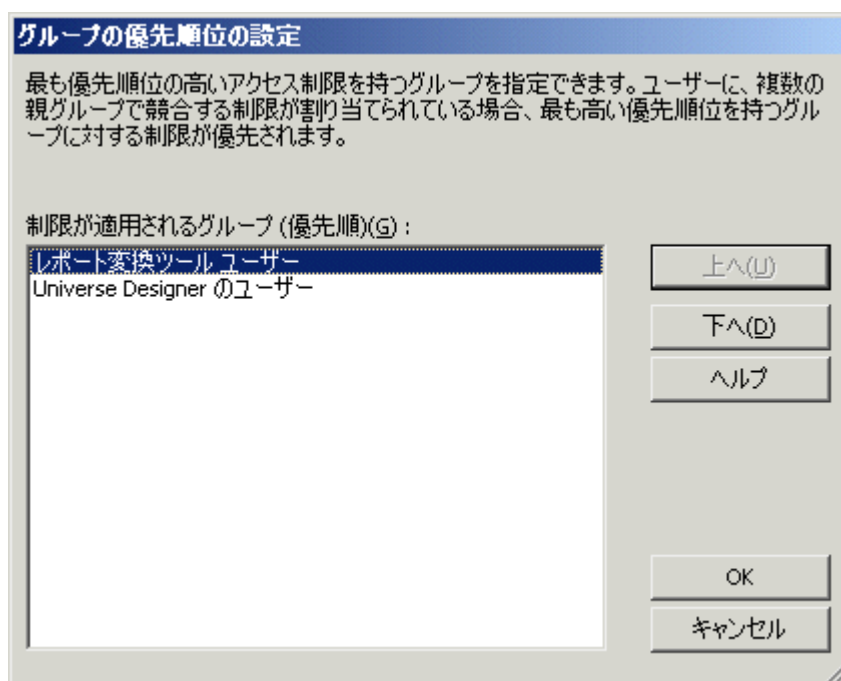 グループの優先順位の設定
最も優先順位の高いアクセス制限を持つグループを指定できます。ユーザーに、複数の
親グループで競合する制限が割り当てられている場合、最も高い優先順位を持つグル
ープに対する制限が優先されます。
制限が適用されるグループ (優先順)(G) :
レポート変換ツール ユーザー
Universe Designer のユーザー
上へ(U)
下へ(D)
ヘルプ
OK
キャンセル